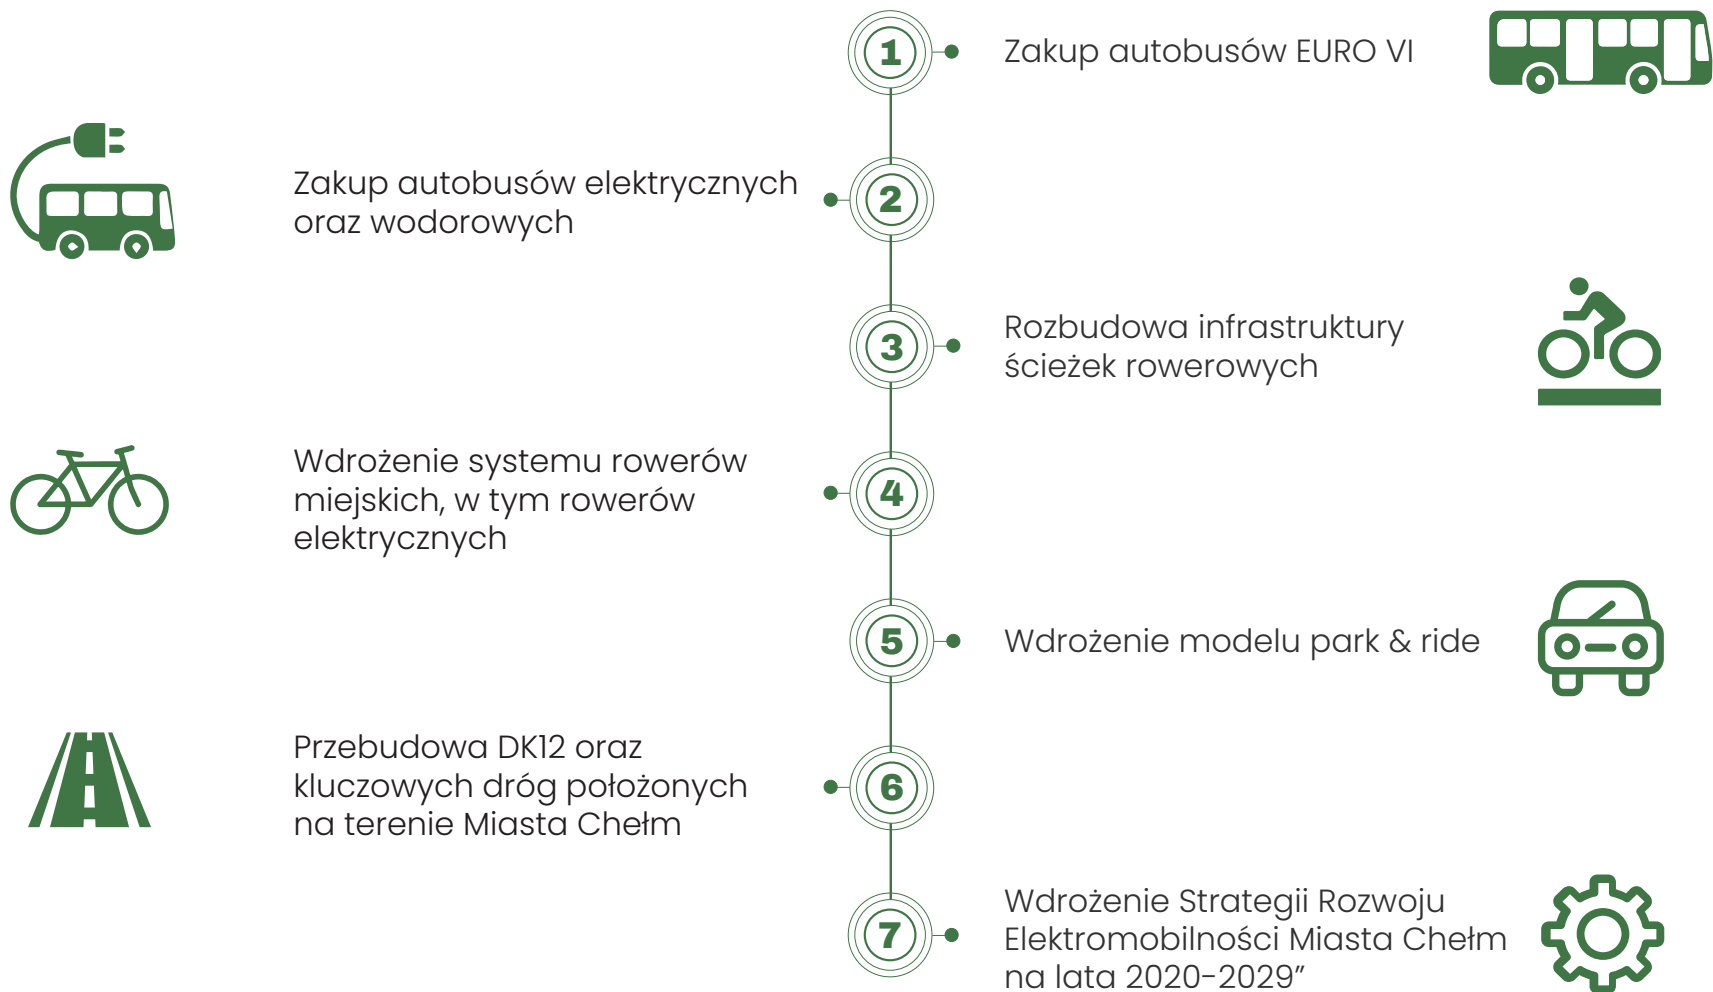 1
Zakup autobusów EURO VI
Zakup autobusów elektrycznych
oraz wodorowych
2
3
Rozbudowa infrastruktury
ścieżek rowerowych
Wdrożenie systemu rowerów
miejskich, w tym rowerów
elektrycznych
4
5
Wdrożenie modelu park & ride
Przebudowa DK12 oraz
kluczowych dróg położonych
na terenie Miasta Chełm
6
7
Wdrożenie Strategii Rozwoju
Elektromobilności Miasta Chełm
na lata 2020-2029”